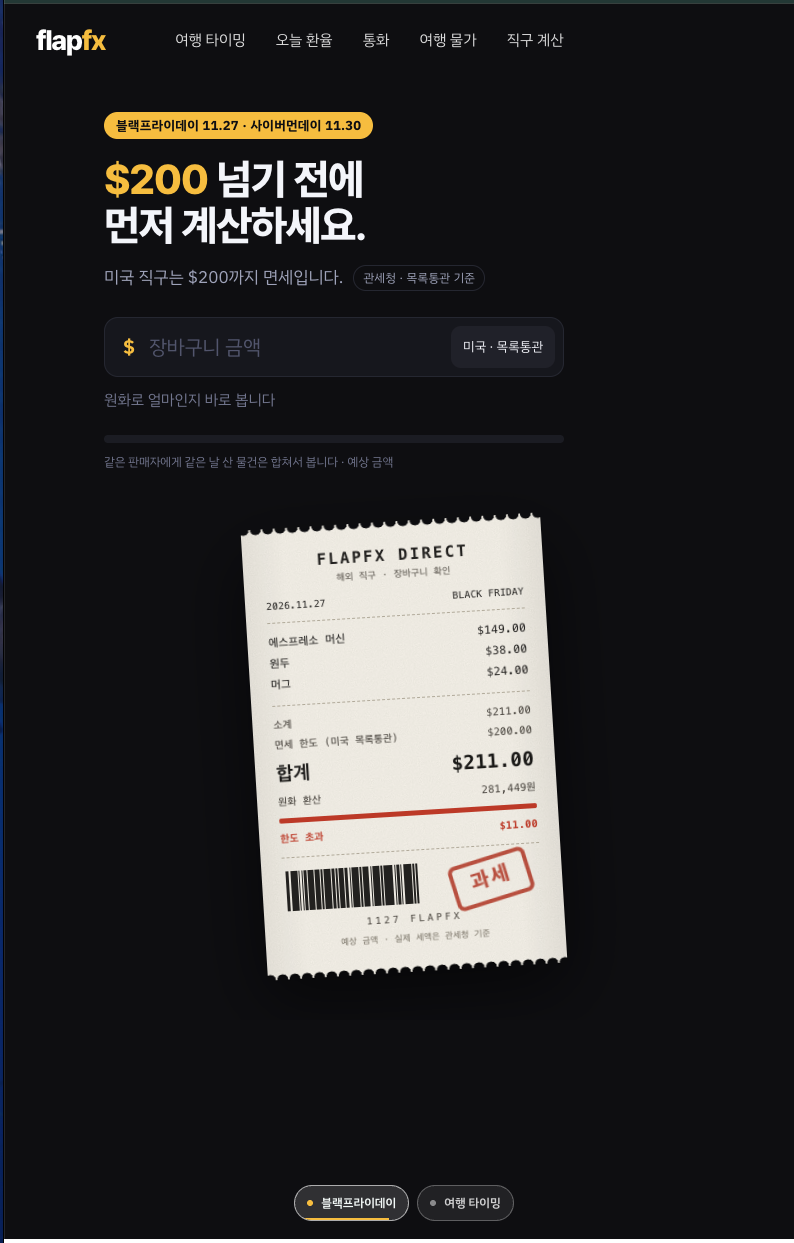 flapfx
여행 타이밍 오늘 환율 통화 여행 물가 직구 계산
블랙프라이데이 11.27 · 사이버먼데이 11.30
$200 넘기 전에
먼저 계산하세요.
미국 직구는 $200까지 면세입니다. 관세청 · 목록통관 기준
$ 장바구니 금액 미국 · 목록통관
원화로 얼마인지 바로 봅니다
같은 판매자에게 같은 날 산 물건은 합쳐서 봅니다 · 예상 금액
FLAPFX DIRECT
해외 직구 · 장바구니 확인
2026.11.27 BLACK FRIDAY
에스프레소 머신 $149.00
원두 $38.00
머그 $24.00
소계 $211.00
면세 한도 (미국 목록통관) $200.00
합계 $211.00
원화 환산 281,449원
한도 초과 $11.00
과세
1127 FLAPFX
예상 금액 · 실제 세액은 관세청 기준
블랙프라이데이 여행 타이밍